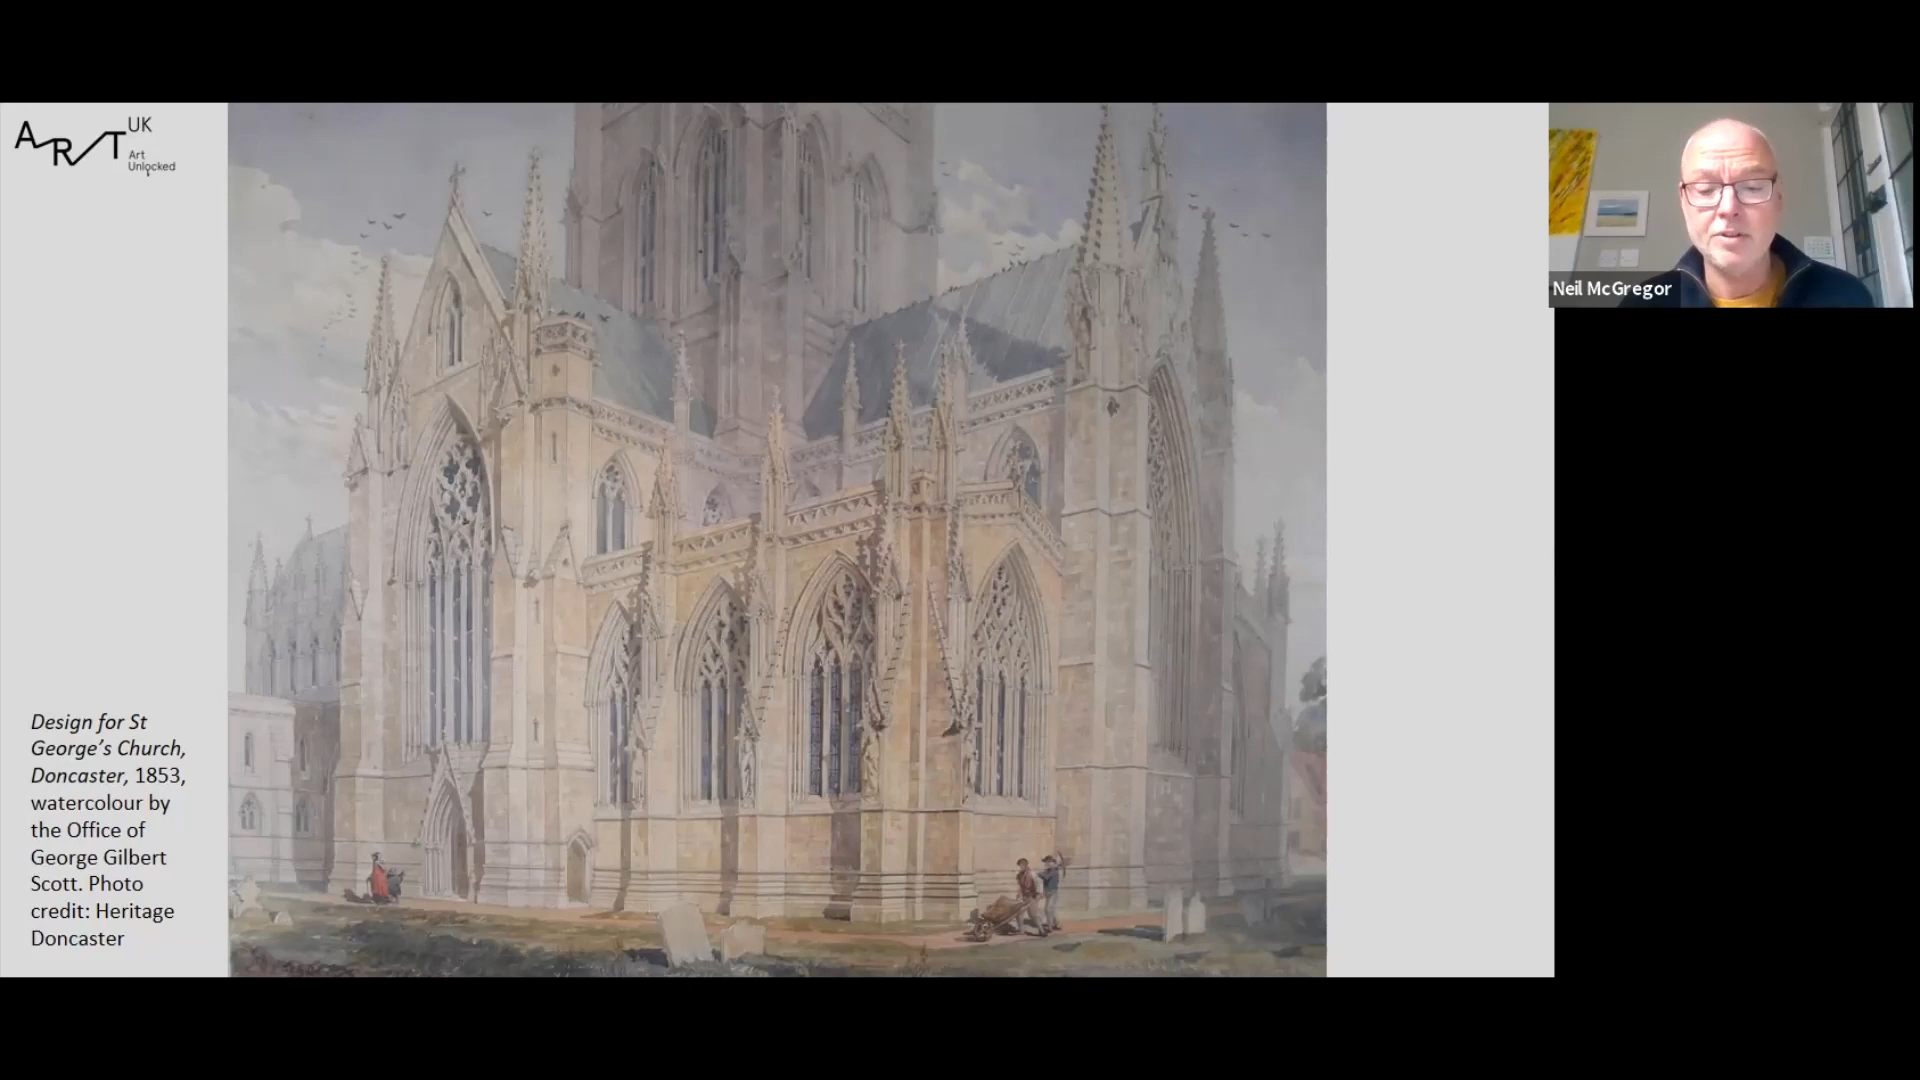 ART UK
Art
Unlocked
Neil McGregor
Design for St
George's Church,
Doncaster, 1853,
watercolour by
the Office of
George Gilbert
Scott. Photo
credit: Heritage
Doncaster